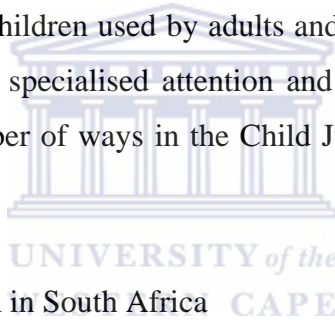 hildren used by adults and
specialised attention and
ber of ways in the Child J
UNIVERSITY of the
in South Africa
WESTERN CAPE